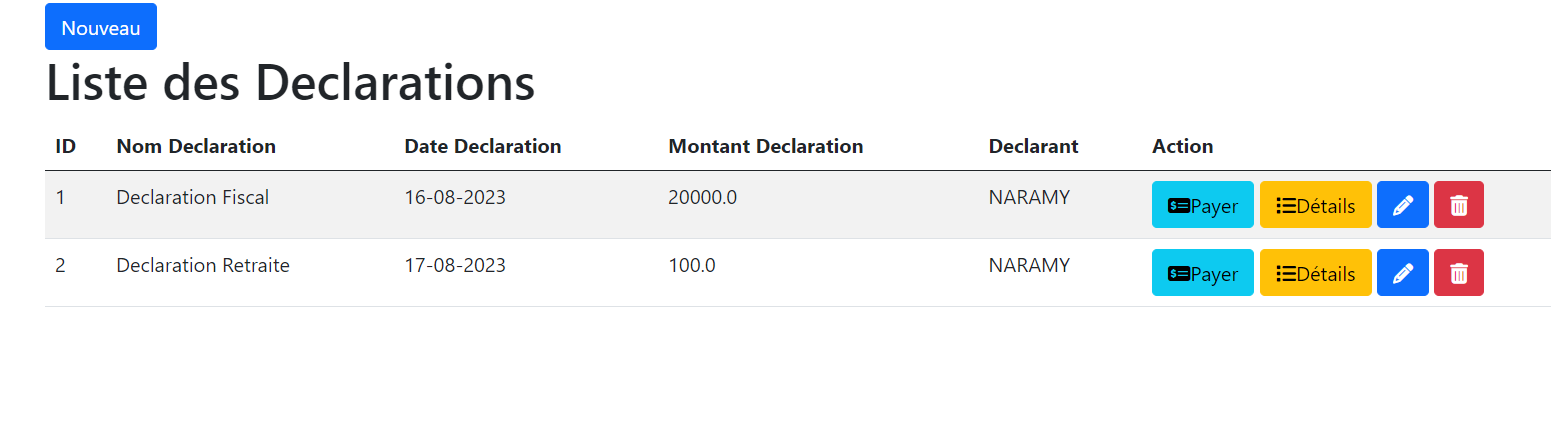 Nouveau
Liste des Declarations
ID Nom Declaration Date Declaration Montant Declaration Declarant Action
1 Declaration Fiscal 16-08-2023 20000.0 NARAMY Payer Détails
2 Declaration Retraite 17-08-2023 100.0 NARAMY Payer Détails